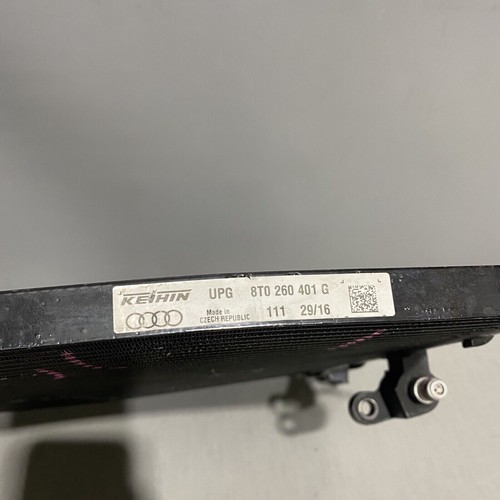 KEIHIN UPG 8T0 260 401 G
Made in
CZECH REPUBLIC 111 29/16